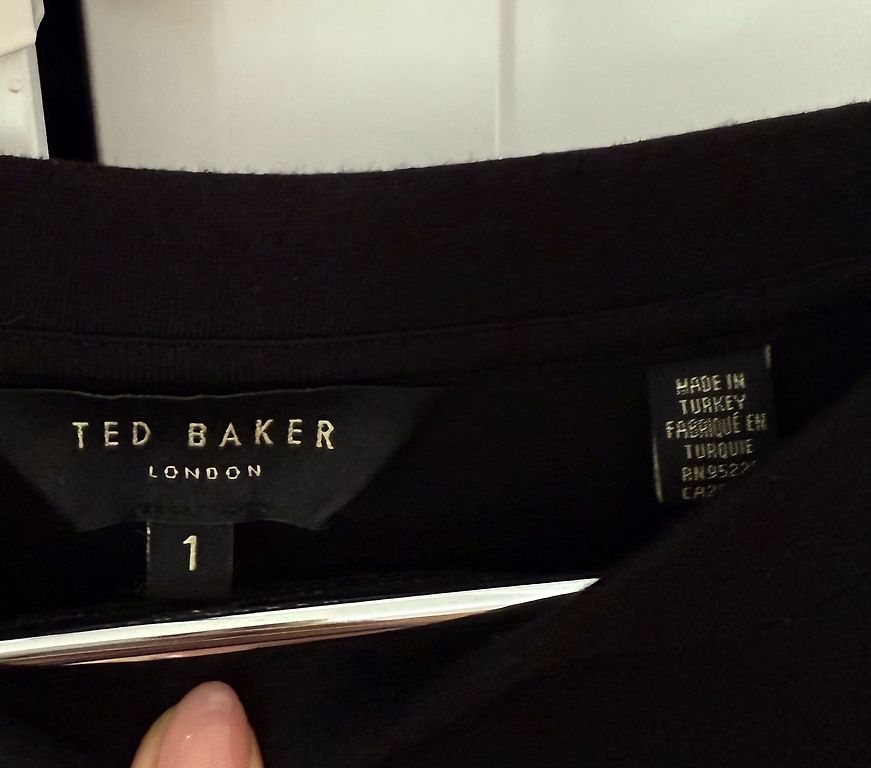 TED BAKER
LONDON
1
MADE IN
TURKEY
FABRIQUÉ EN
TURQUIE